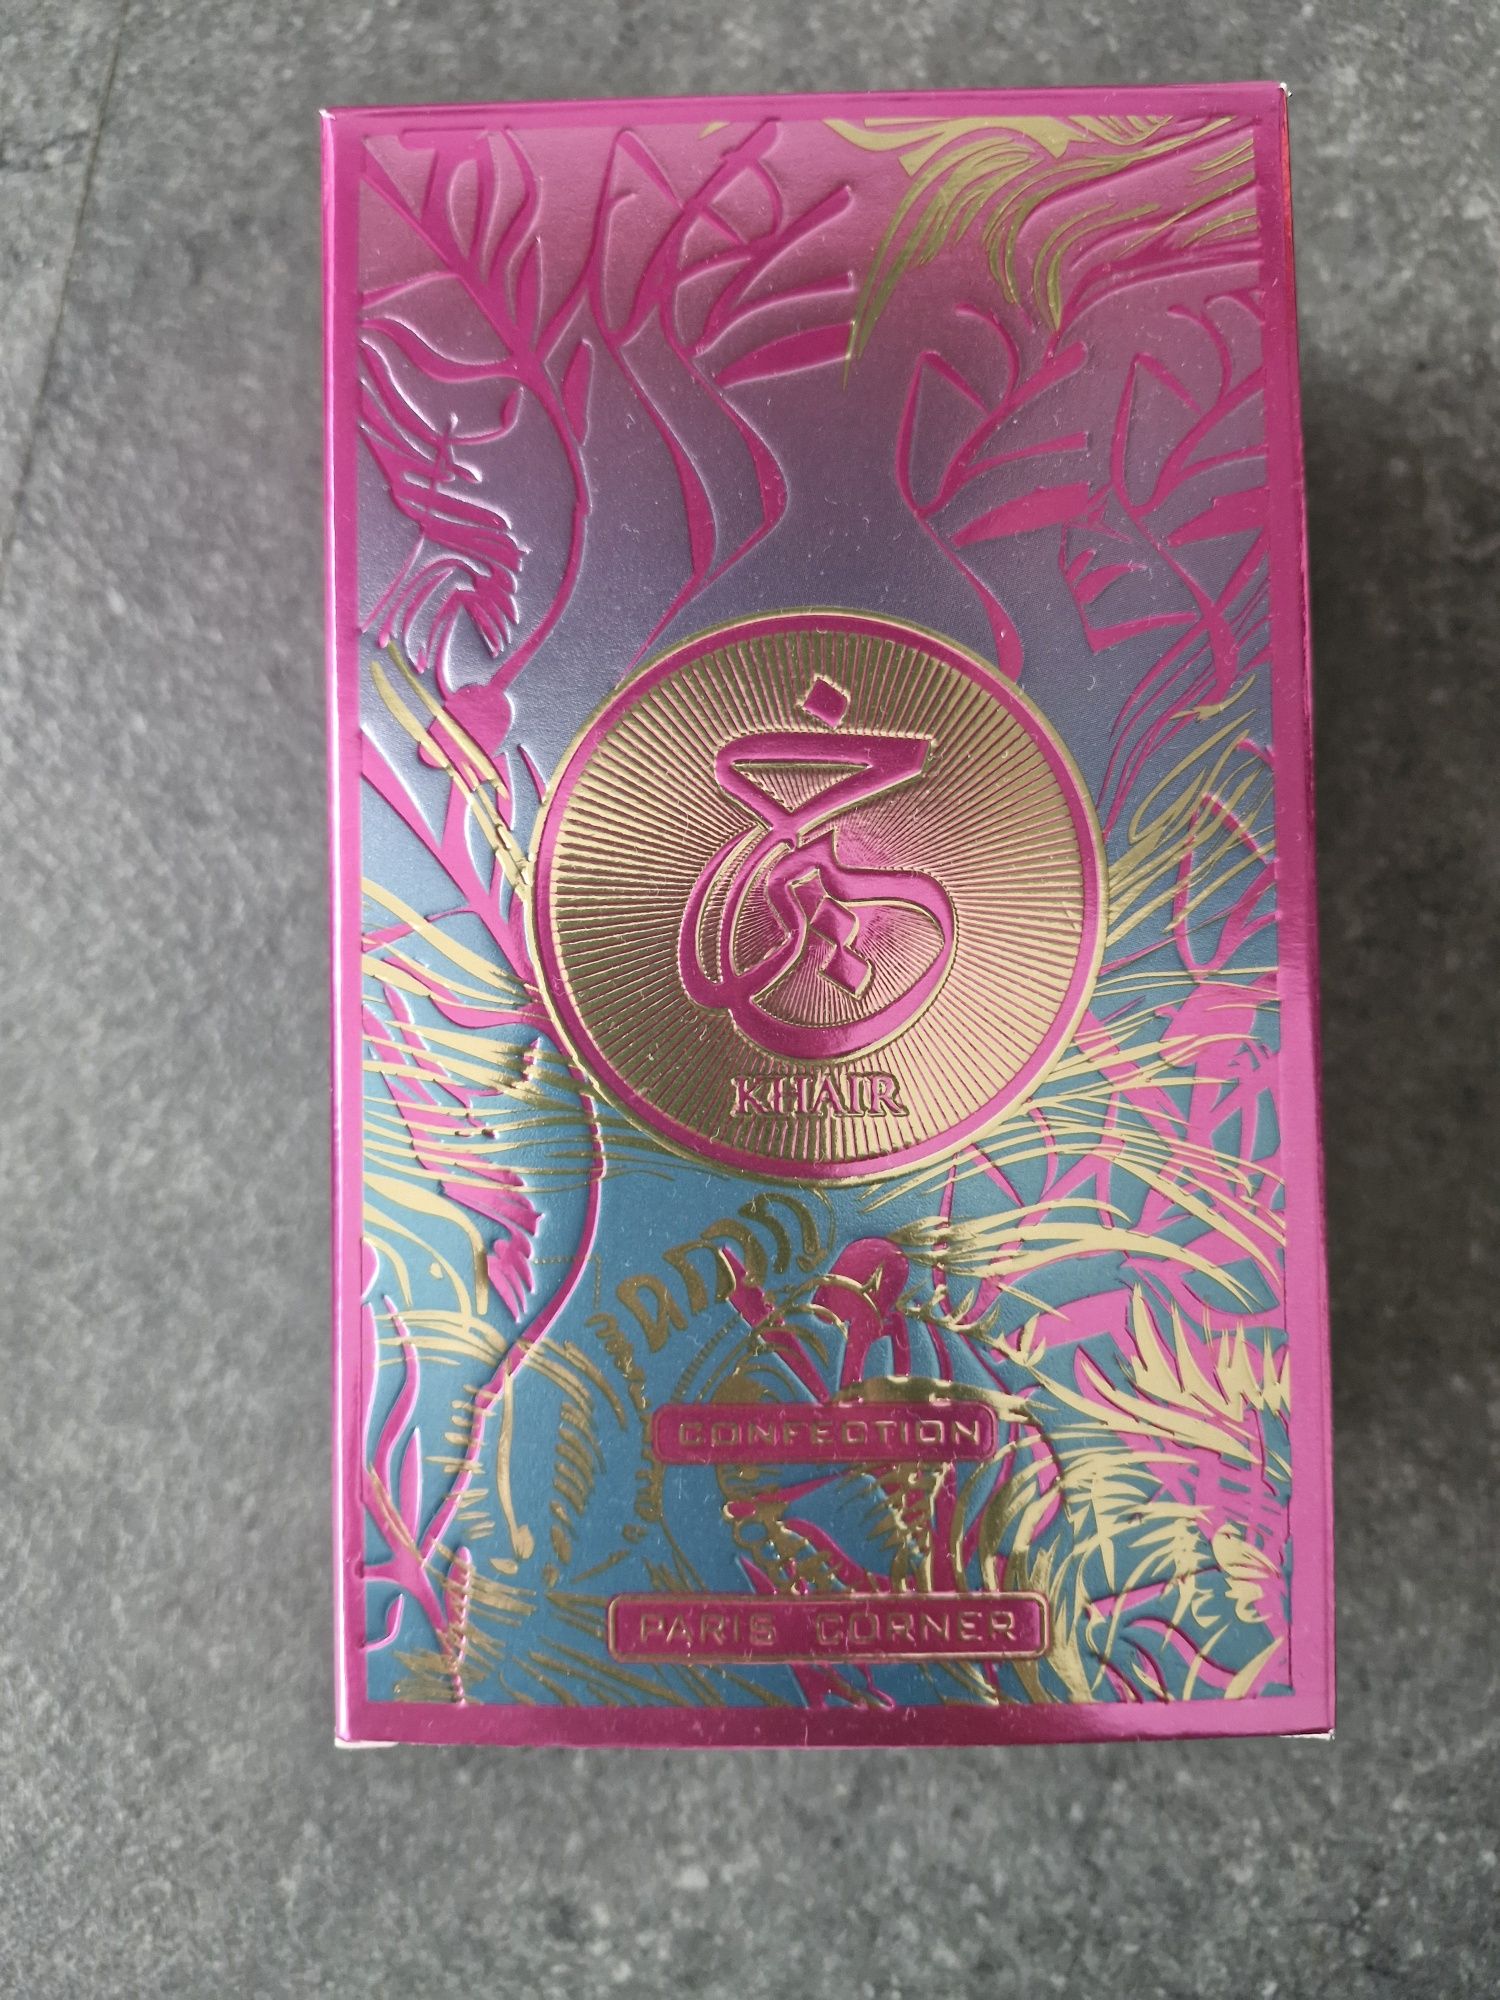 خير
KHAIR
CONFECTION
PARIS CORNER